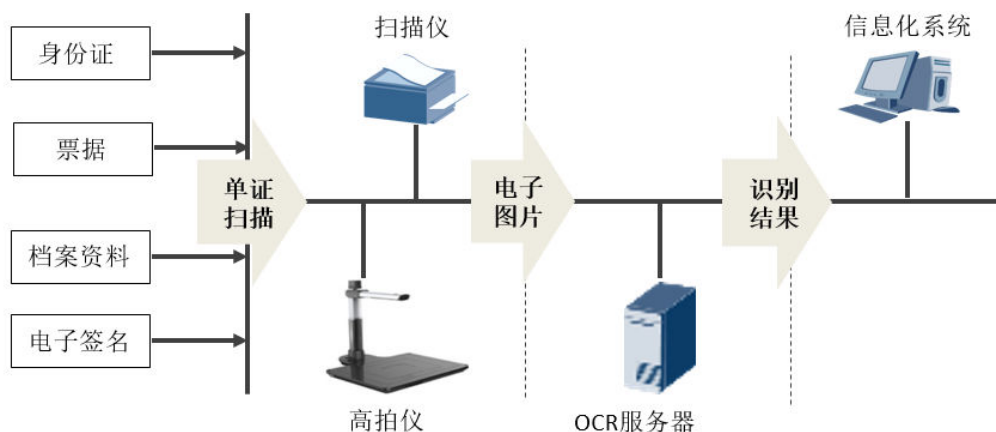 身份证
票据
档案资料
电子签名
单证
扫描
扫描仪
高拍仪
电子
图片
OCR服务器
识别
结果
信息化系统